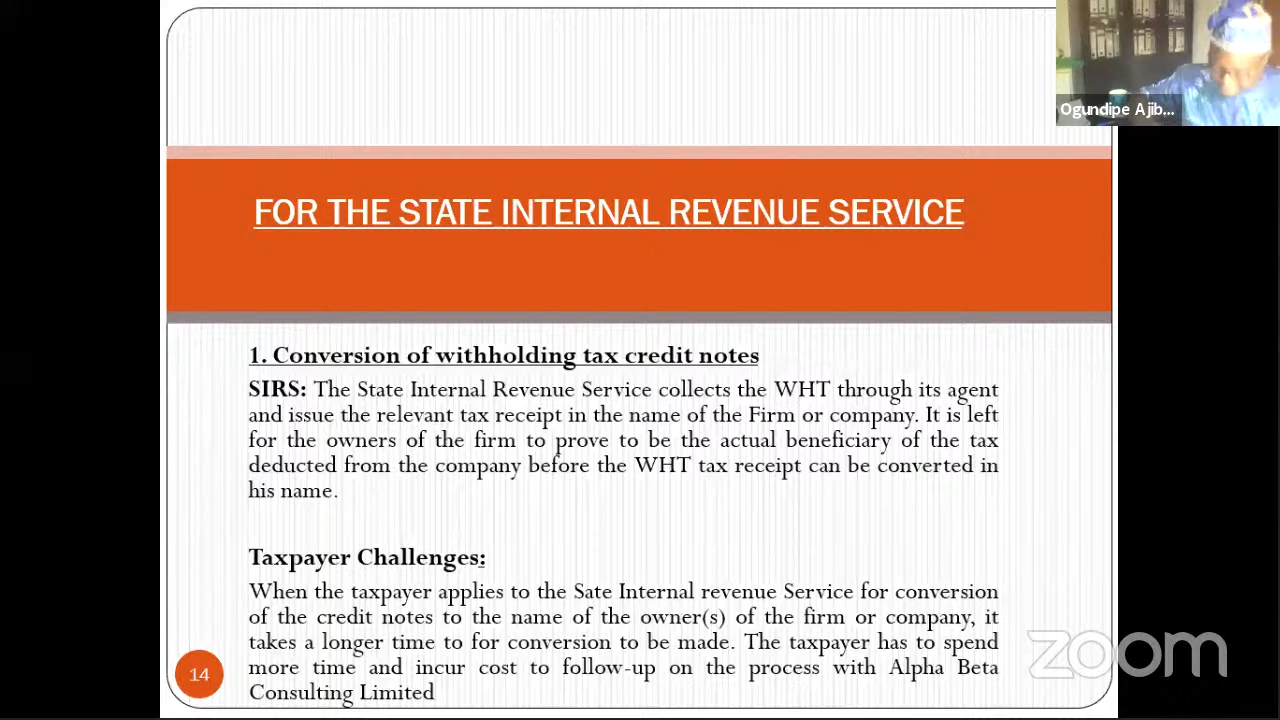 Ogundipe Ajib...
FOR THE STATE INTERNAL REVENUE SERVICE
1. Conversion of withholding tax credit notes
SIRS: The State Internal Revenue Service collects the WHT through its agent
and issue the relevant tax receipt in the name of the Firm or company. It is left
for the owners of the firm to prove to be the actual beneficiary of the tax
deducted from the company before the WHT tax receipt can be converted in
his name.
Taxpayer Challenges:
When the taxpayer applies to the Sate Internal revenue Service for conversion
of the credit notes to the name of the owner(s) of the firm or company, it
takes a longer time to for conversion to be made. The taxpayer has to spend
more time and incur cost to follow-up on the process with Alpha Beta
Consulting Limited
14
zoom